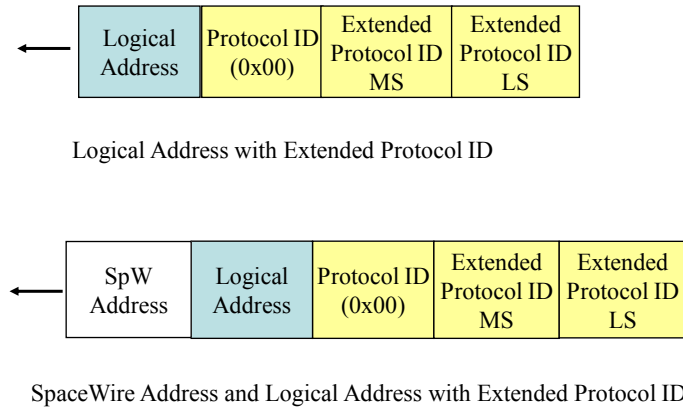 Logical Address
Protocol ID (0x00)
Extended Protocol ID MS
Extended Protocol ID LS
Logical Address with Extended Protocol ID
SpW Address
Logical Address
Protocol ID (0x00)
Extended Protocol ID MS
Extended Protocol ID LS
SpaceWire Address and Logical Address with Extended Protocol ID